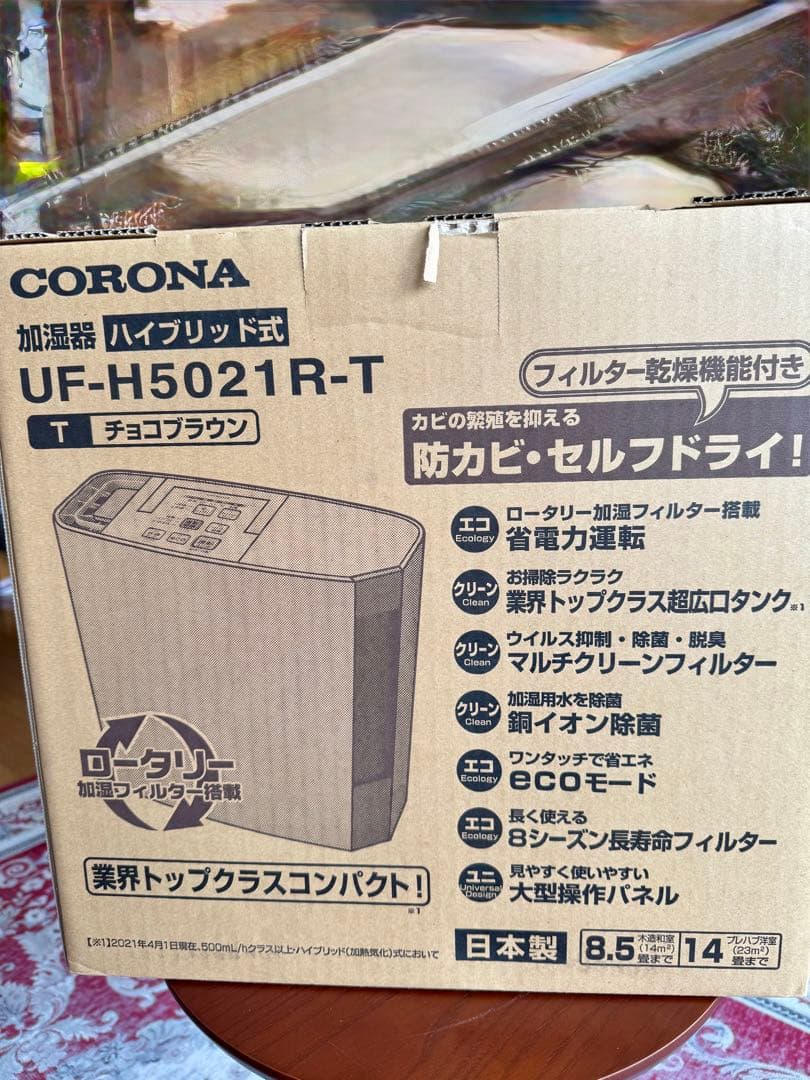 CORONA
加湿器 ハイブリッド式
UF-H5021R-T
T チョコブラウン
フィルター乾燥機能付き
カビの繁殖を抑える
防カビ・セルフドライ!
エコ
Ecology
ロータリー加湿フィルター搭載
省電力運転
クリーン
Clean
お掃除ラクラク
業界トップクラス超広口タンク※1
クリーン
Clean
ウイルス抑制・除菌・脱臭
マルチクリーンフィルター
クリーン
Clean
加湿用水を除菌
銅イオン除菌
エコ
Ecology
ワンタッチで省エネ
ecoモード
エコ
Ecology
長く使える
8シーズン長寿命フィルター
ユニ
Universal
Design
見やすく使いやすい
大型操作パネル
ロータリー
加湿フィルター搭載
業界トップクラスコンパクト!
※1
【※1】2021年4月1日現在、500mL/hクラス以上・ハイブリッド(加熱気化)式において
日本製
8.5 木造和室
(14m²)
畳まで
14 プレハブ洋室
(23m²)
畳まで